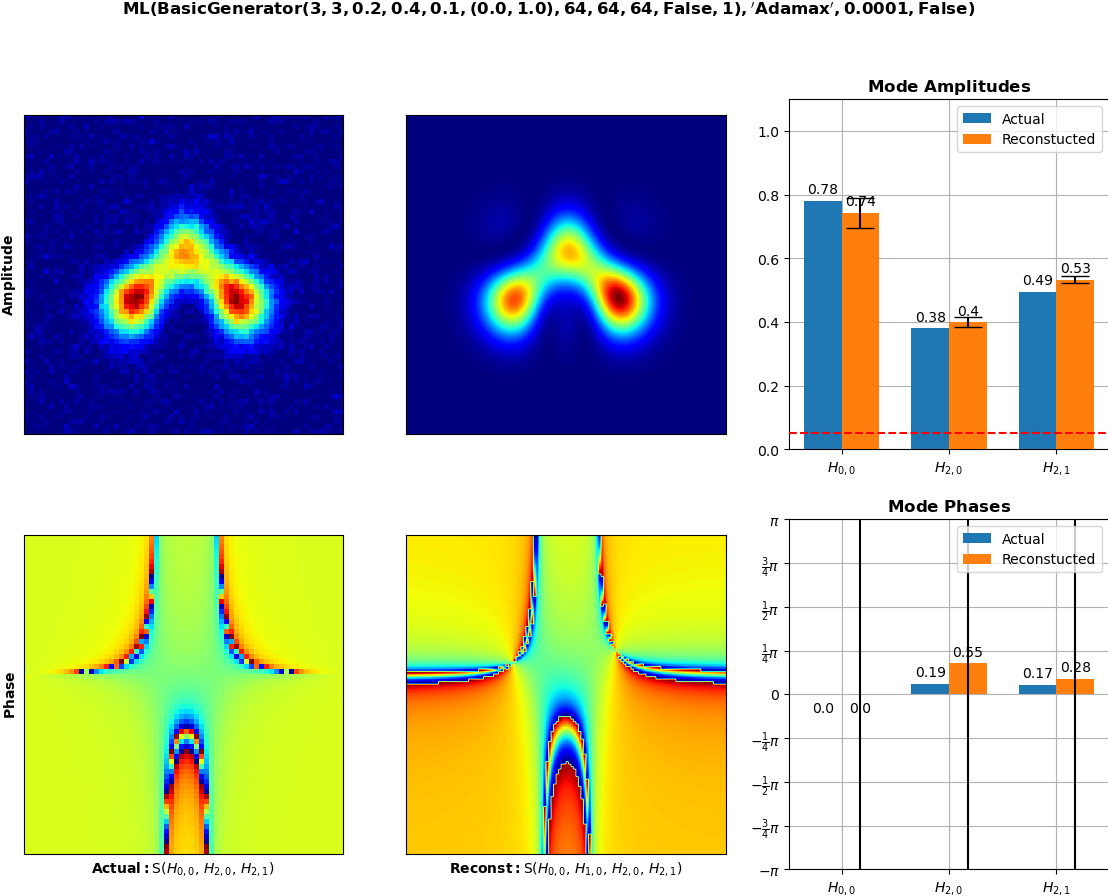 ML(BasicGenerator(3, 3, 0.2, 0.4, 0.1, (0.0, 1.0), 64, 64, 64, False, 1), ′Adamax′, 0.0001, False)
Amplitude
Mode Amplitudes
Actual
Reconstucted
1.0
0.8
0.6
0.4
0.2
0.0
0.78
0.74
0.38
0.4
0.49
0.53
H0,0
H2,0
H2,1
Phase
Actual: S(H0,0, H2,0, H2,1)
Reconst: S(H0,0, H1,0, H2,0, H2,1)
Mode Phases
Actual
Reconstucted
π
3/4π
1/2π
1/4π
0
−1/4π
−1/2π
−3/4π
−π
0.0
0.0
0.19
0.55
0.17
0.28
H0,0
H2,0
H2,1